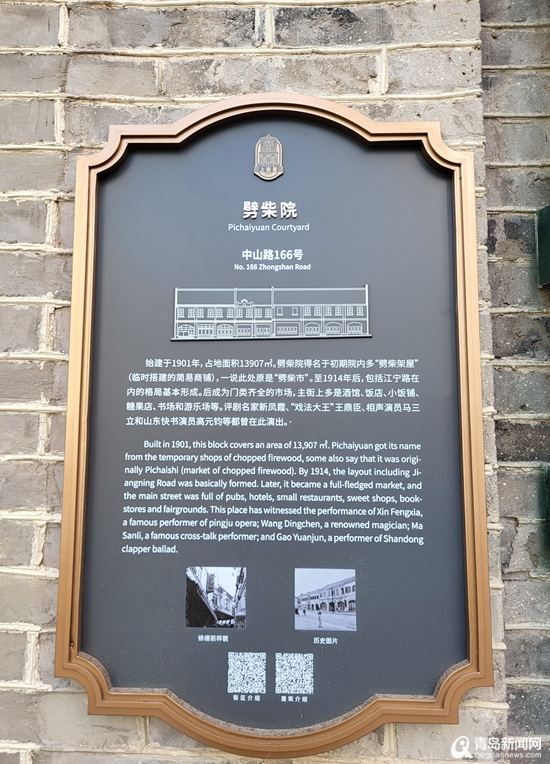 劈柴院
Pichaiyuan Courtyard
中山路166号
No. 166 Zhongshan Road
始建于1901年，占地面积13907㎡。劈柴院得名于初期院内多“劈柴架屋”
（临时搭建的简易商铺），一说此处原是“劈柴市”。至1914年后，包括江宁路在
内的格局基本形成。后成为门类齐全的市场，主街上多是酒馆、饭店、小饭铺、
糖果店、书场和游乐场等。评剧名家新凤霞、“戏法大王”王鼎臣、相声演员马三
立和山东快书演员高元钧等都曾在此演出。
Built in 1901, this block covers an area of 13,907 ㎡. Pichaiyuan got its name
from the temporary shops of chopped firewood, some also say that it was orig-
inally Pichaishi (market of chopped firewood). By 1914, the layout including Ji-
angning Road was basically formed. Later, it became a full-fledged market, and
the main street was full of pubs, hotels, small restaurants, sweet shops, book-
stores and fairgrounds. This place has witnessed the performance of Xin Fengxia,
a famous performer of pingju opera; Wang Dingchen, a renowned magician; Ma
Sanli, a famous cross-talk performer; and Gao Yuanjun, a performer of Shandong
clapper ballad.
修缮前样貌
历史图片
街区介绍
建筑介绍
青岛新闻网
qingdaonews.com